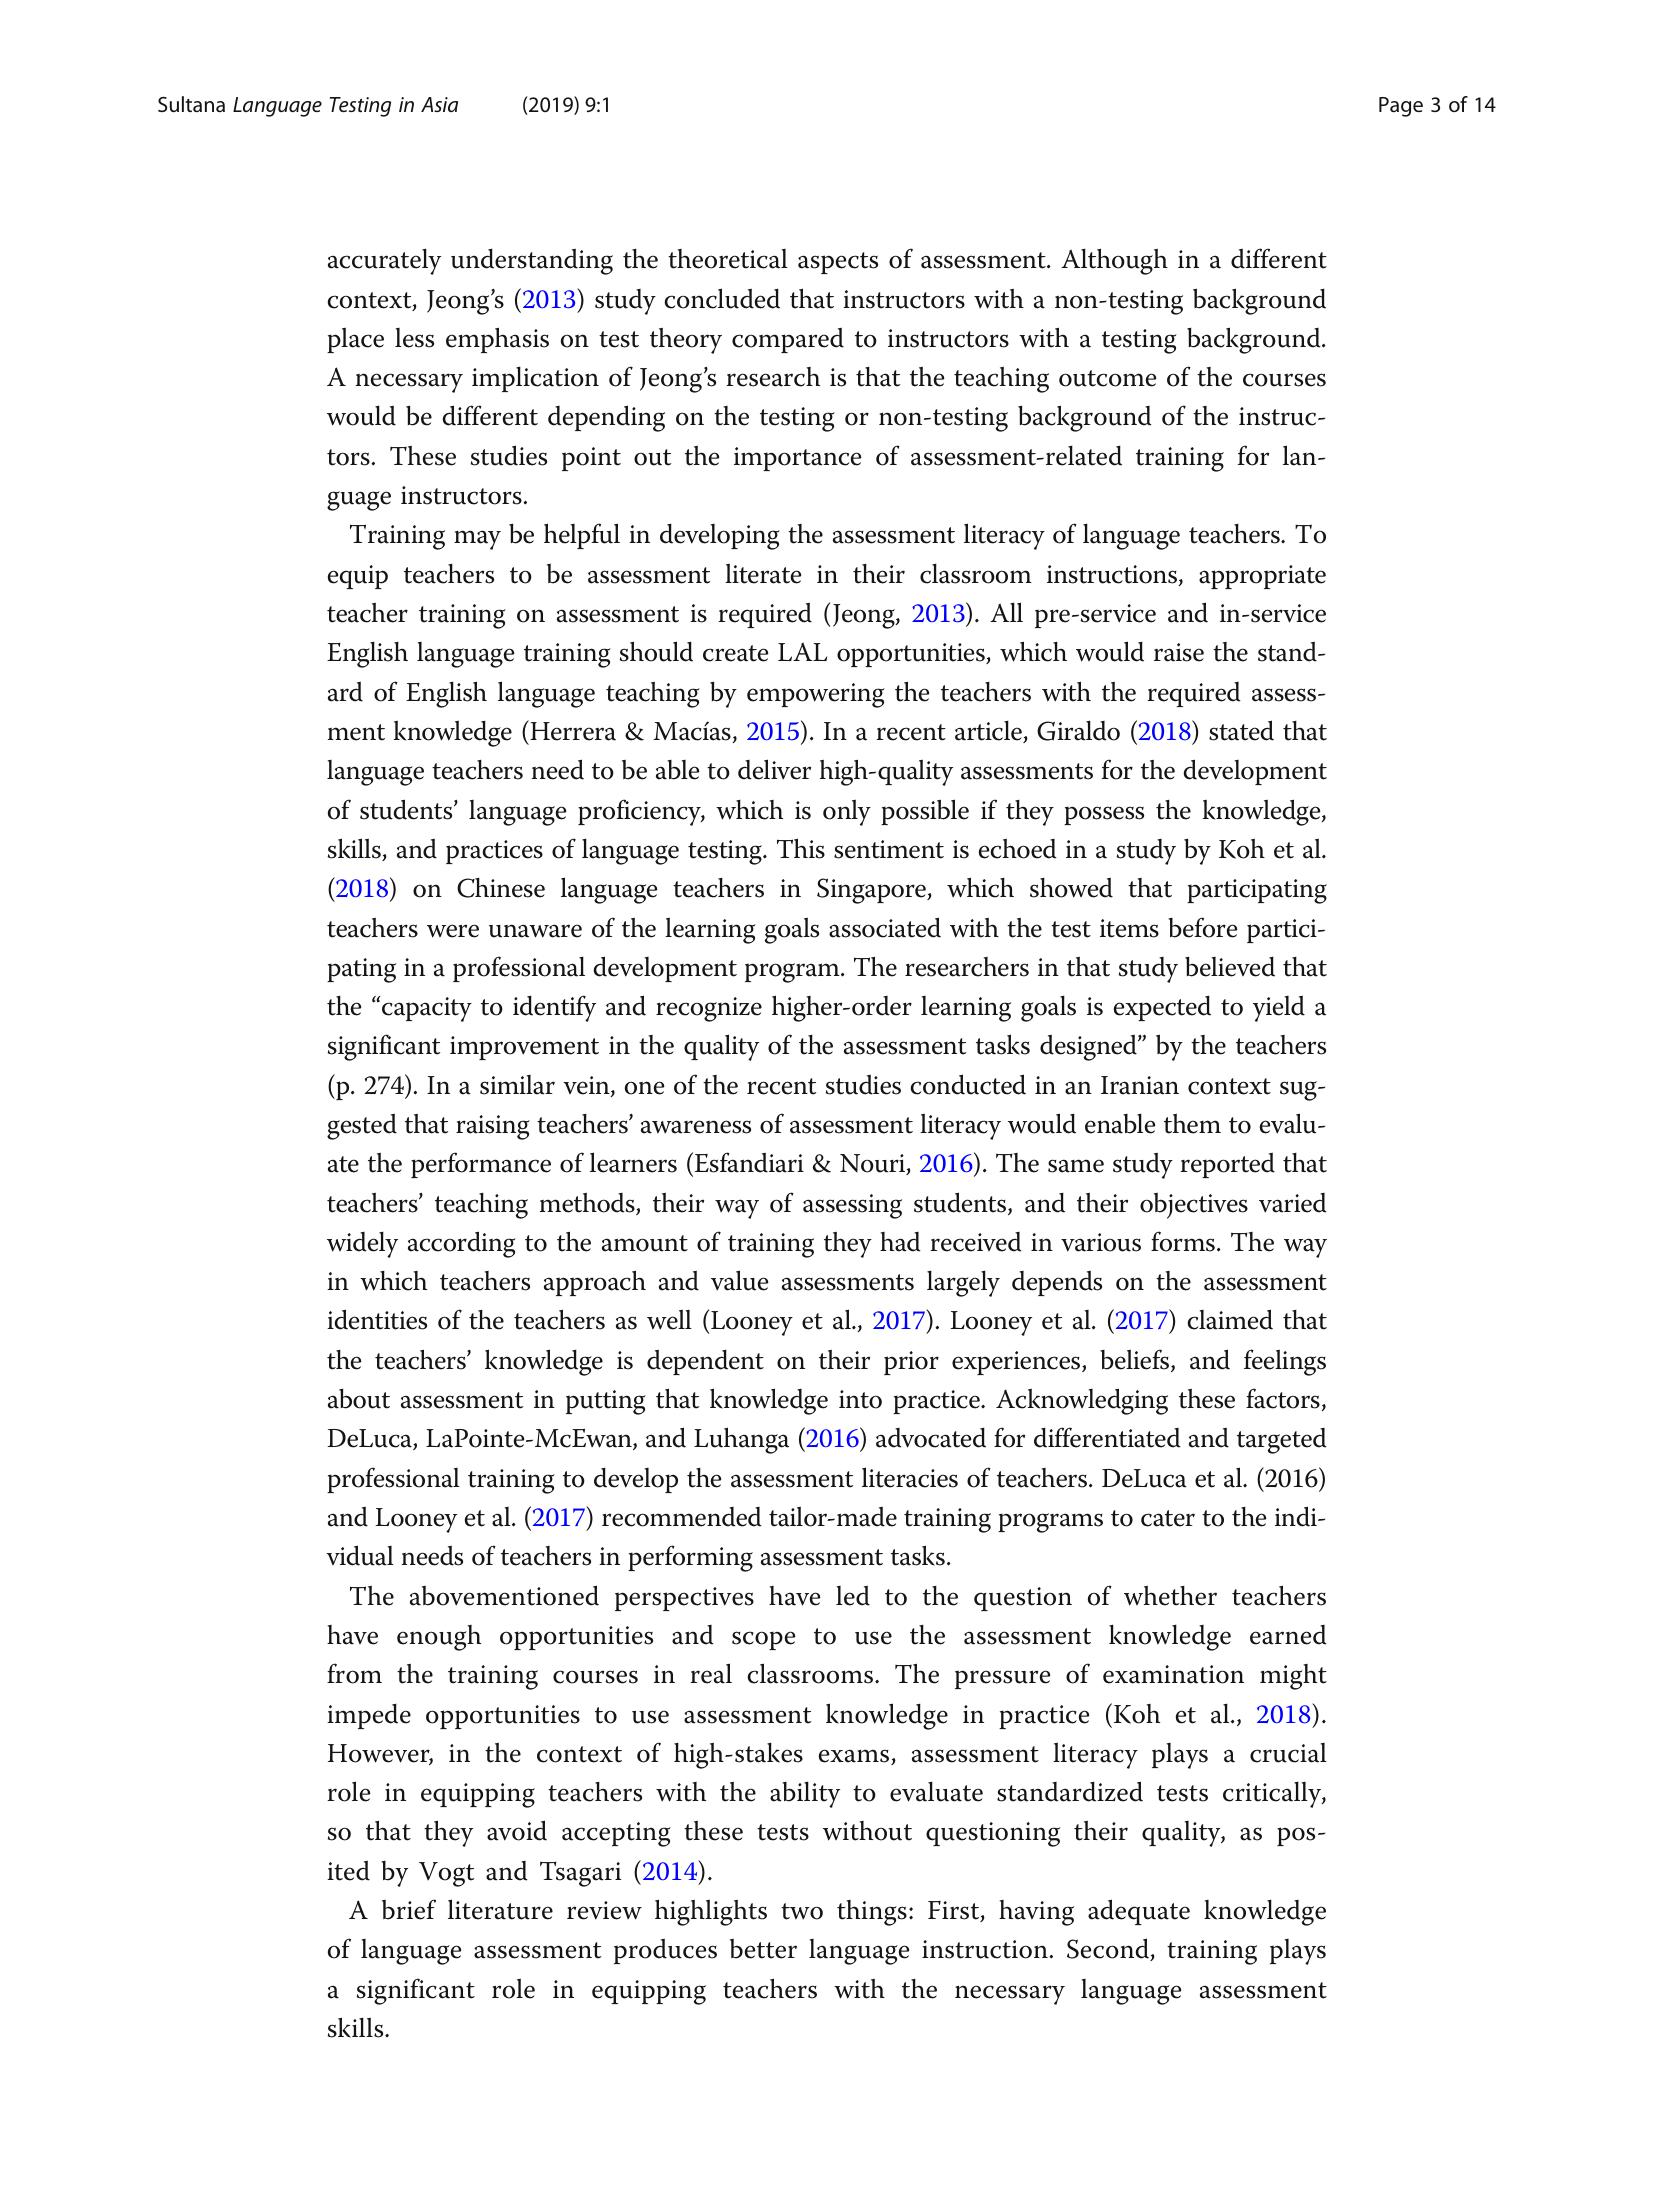 Sultana Language Testing in Asia (2019) 9:1 Page 3 of 14
accurately understanding the theoretical aspects of assessment. Although in a different
context, Jeong’s (2013) study concluded that instructors with a non-testing background
place less emphasis on test theory compared to instructors with a testing background.
A necessary implication of Jeong’s research is that the teaching outcome of the courses
would be different depending on the testing or non-testing background of the instruc-
tors. These studies point out the importance of assessment-related training for lan-
guage instructors.
Training may be helpful in developing the assessment literacy of language teachers. To
equip teachers to be assessment literate in their classroom instructions, appropriate
teacher training on assessment is required (Jeong, 2013). All pre-service and in-service
English language training should create LAL opportunities, which would raise the stand-
ard of English language teaching by empowering the teachers with the required assess-
ment knowledge (Herrera & Macías, 2015). In a recent article, Giraldo (2018) stated that
language teachers need to be able to deliver high-quality assessments for the development
of students’ language proficiency, which is only possible if they possess the knowledge,
skills, and practices of language testing. This sentiment is echoed in a study by Koh et al.
(2018) on Chinese language teachers in Singapore, which showed that participating
teachers were unaware of the learning goals associated with the test items before partici-
pating in a professional development program. The researchers in that study believed that
the “capacity to identify and recognize higher-order learning goals is expected to yield a
significant improvement in the quality of the assessment tasks designed” by the teachers
(p. 274). In a similar vein, one of the recent studies conducted in an Iranian context sug-
gested that raising teachers’ awareness of assessment literacy would enable them to evalu-
ate the performance of learners (Esfandiari & Nouri, 2016). The same study reported that
teachers’ teaching methods, their way of assessing students, and their objectives varied
widely according to the amount of training they had received in various forms. The way
in which teachers approach and value assessments largely depends on the assessment
identities of the teachers as well (Looney et al., 2017). Looney et al. (2017) claimed that
the teachers’ knowledge is dependent on their prior experiences, beliefs, and feelings
about assessment in putting that knowledge into practice. Acknowledging these factors,
DeLuca, LaPointe-McEwan, and Luhanga (2016) advocated for differentiated and targeted
professional training to develop the assessment literacies of teachers. DeLuca et al. (2016)
and Looney et al. (2017) recommended tailor-made training programs to cater to the indi-
vidual needs of teachers in performing assessment tasks.
The abovementioned perspectives have led to the question of whether teachers
have enough opportunities and scope to use the assessment knowledge earned
from the training courses in real classrooms. The pressure of examination might
impede opportunities to use assessment knowledge in practice (Koh et al., 2018).
However, in the context of high-stakes exams, assessment literacy plays a crucial
role in equipping teachers with the ability to evaluate standardized tests critically,
so that they avoid accepting these tests without questioning their quality, as pos-
ited by Vogt and Tsagari (2014).
A brief literature review highlights two things: First, having adequate knowledge
of language assessment produces better language instruction. Second, training plays
a significant role in equipping teachers with the necessary language assessment
skills.